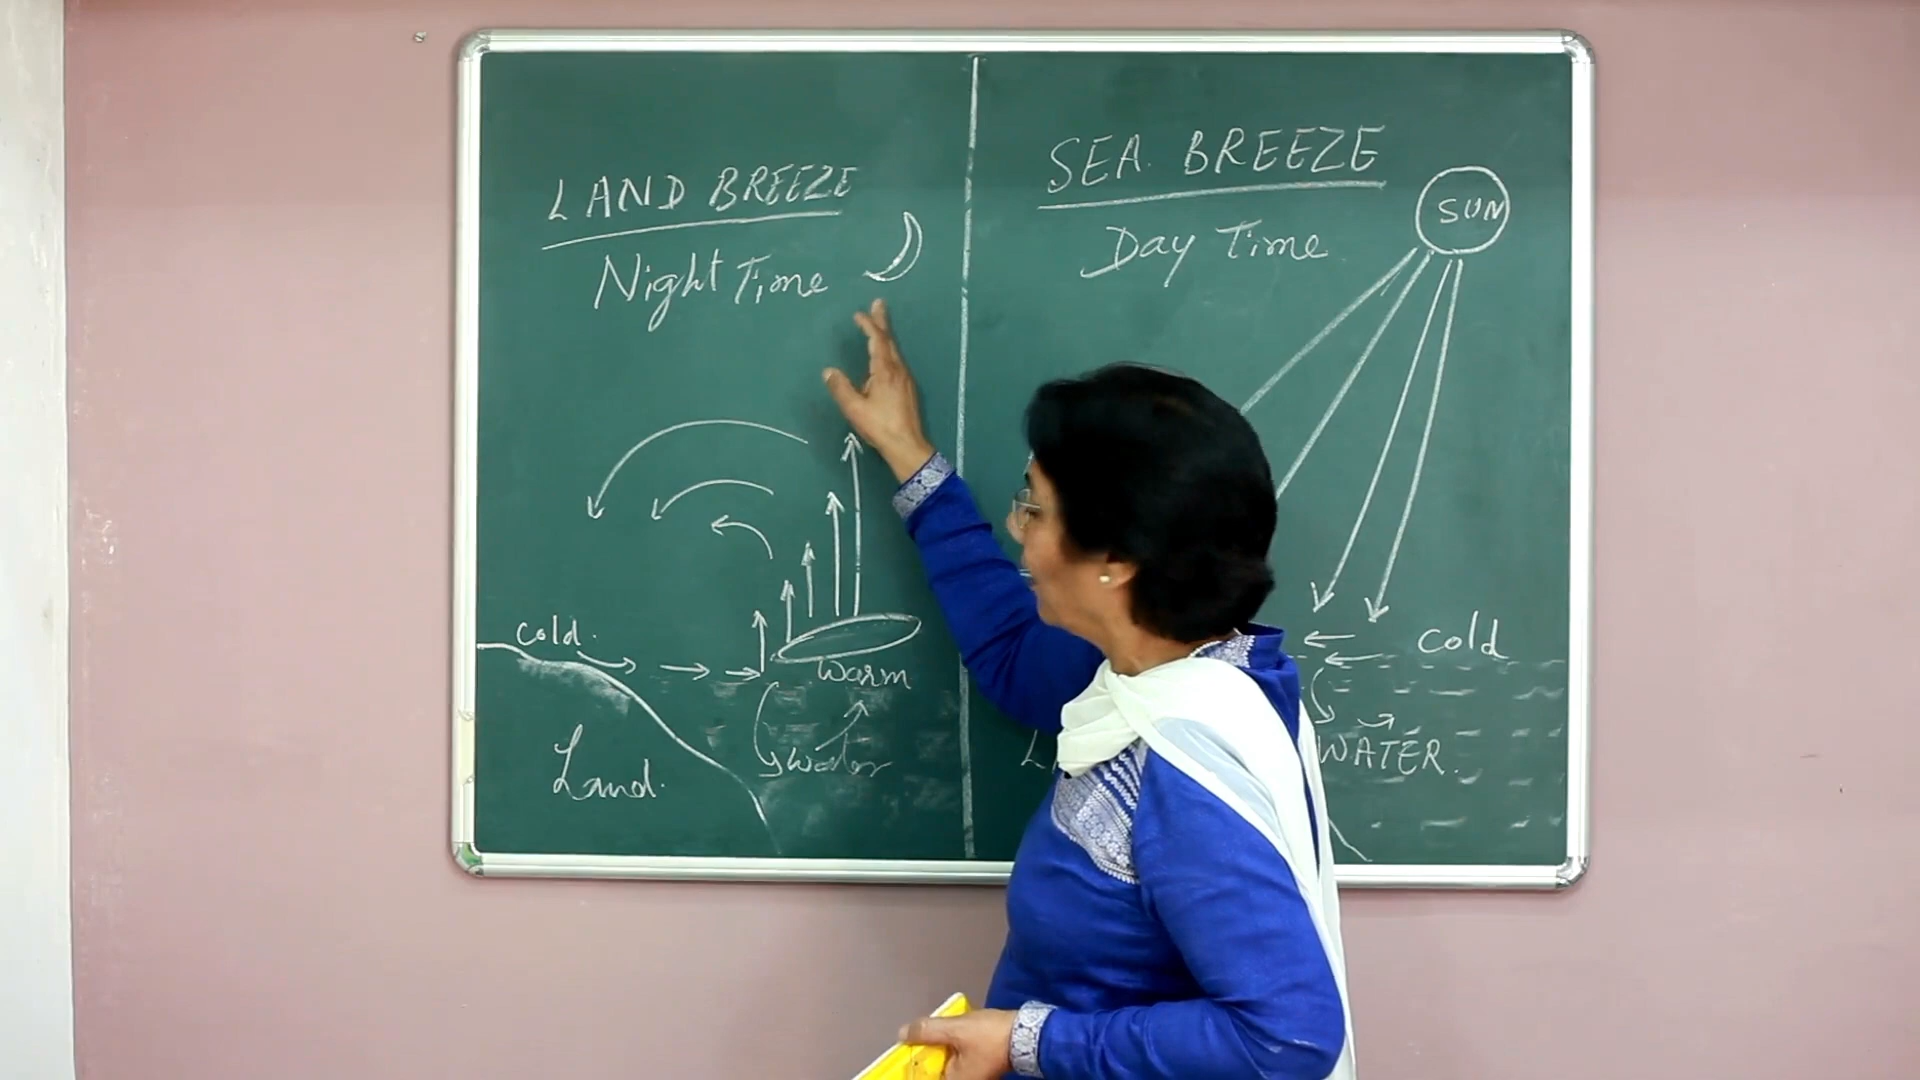 LAND BREEZE
Night Time
cold.
warm
water
Land.
SEA BREEZE
SUN
Day Time
cold
WATER.